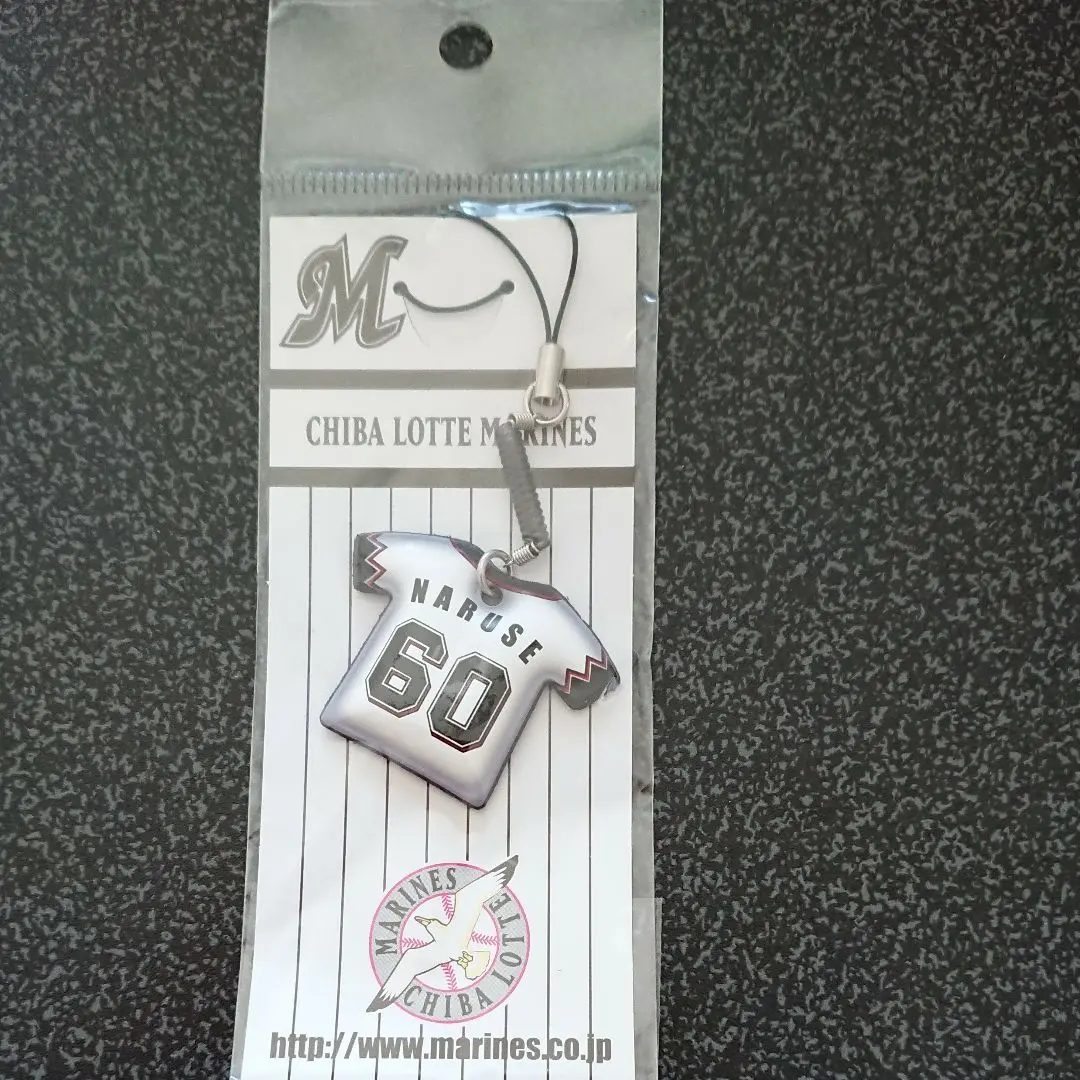 M
CHIBA LOTTE MARINES
NARUSE
60
MARINES
CHIBA LOTTE
http://www.marines.co.jp